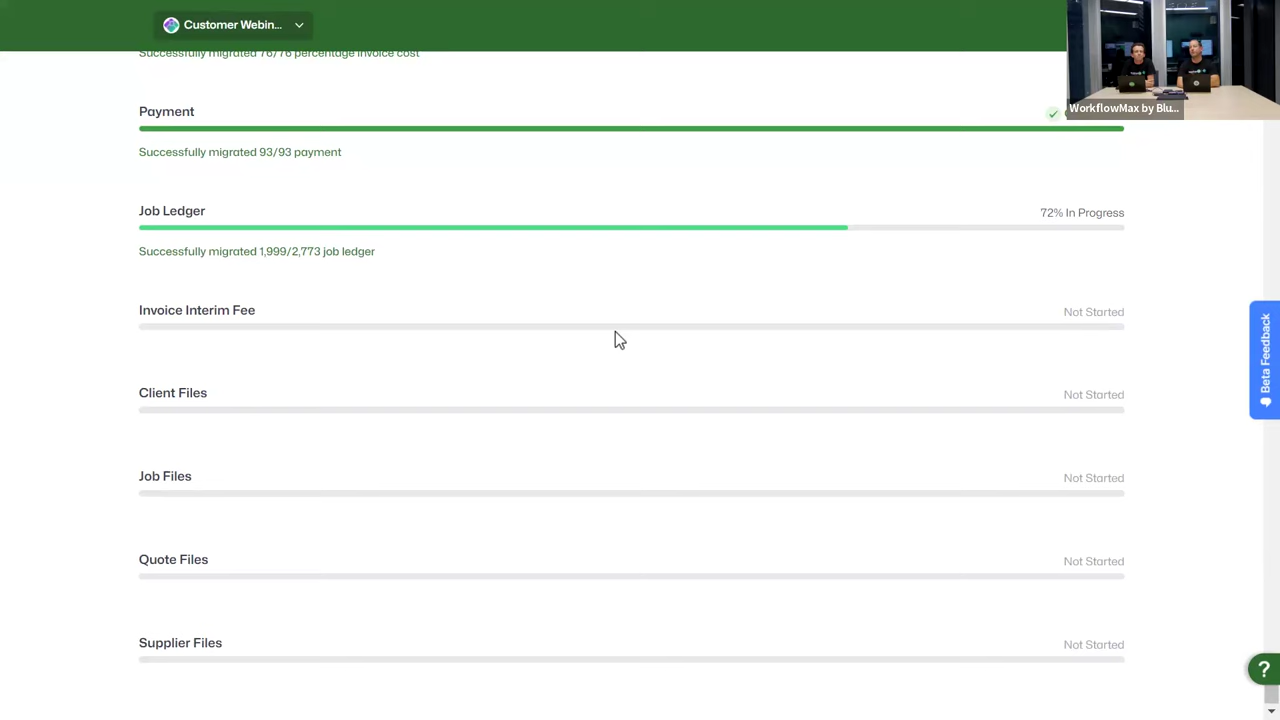 Customer Webin...
Successfully migrated 76/76 percentage invoice cost
WorkflowMax by Blu...
Payment
Successfully migrated 93/93 payment
Job Ledger
72% In Progress
Successfully migrated 1,999/2,773 job ledger
Invoice Interim Fee
Not Started
Client Files
Not Started
Beta Feedback
Job Files
Not Started
Quote Files
Not Started
Supplier Files
Not Started
?